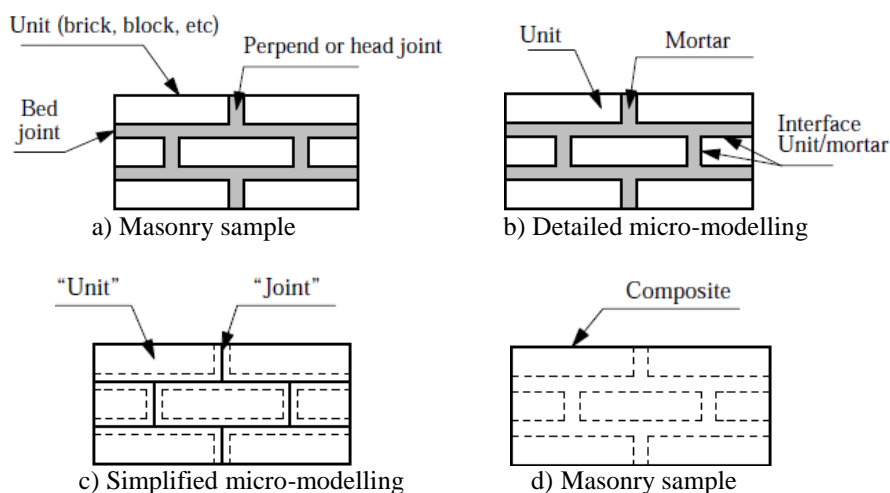 Unit (brick, block, etc)
Perpend or head joint
Bed
joint
a) Masonry sample
Unit
Mortar
Interface
Unit/mortar
b) Detailed micro-modelling
“Unit”
“Joint”
c) Simplified micro-modelling
Composite
d) Masonry sample